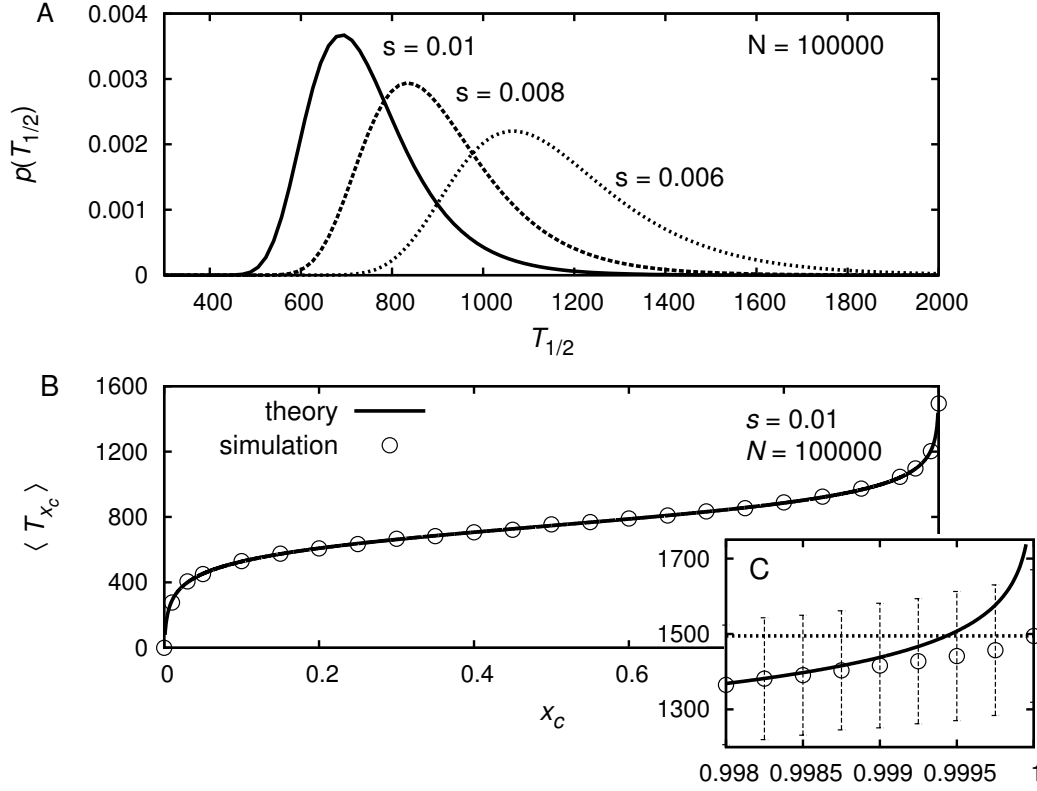 A
N = 100000
s = 0.01
s = 0.008
s = 0.006
p(T1/2)
0.004
0.003
0.002
0.001
0
400 600 800 1000 1200 1400 1600 1800 2000
T1/2
B
theory
simulation
s = 0.01
N = 100000
⟨ Txc ⟩
1600
1200
800
400
0
0 0.2 0.4 0.6
xc
C
1700
1500
1300
0.998 0.9985 0.999 0.9995 1